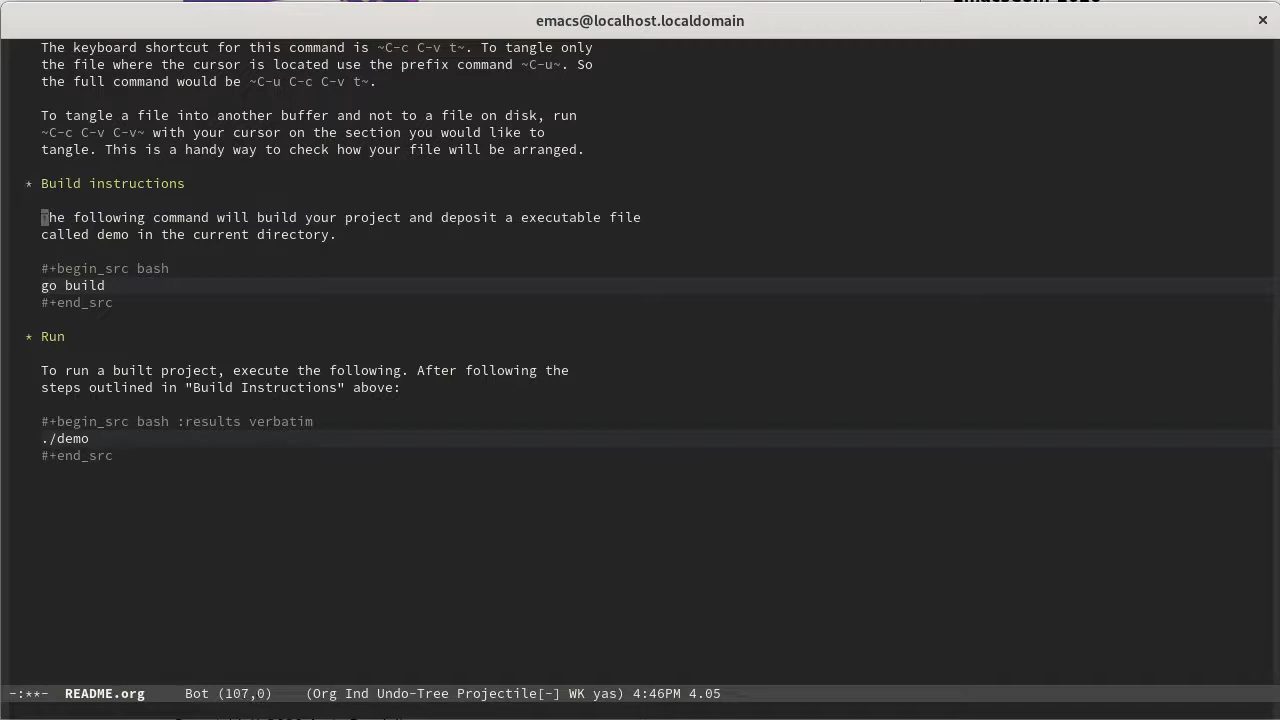 emacs@localhost.localdomain
The keyboard shortcut for this command is ~C-c C-v t~. To tangle only
the file where the cursor is located use the prefix command ~C-u~. So
the full command would be ~C-u C-c C-v t~.
To tangle a file into another buffer and not to a file on disk, run
~C-c C-v C-v~ with your cursor on the section you would like to
tangle. This is a handy way to check how your file will be arranged.
* Build instructions
The following command will build your project and deposit a executable file
called demo in the current directory.
#+begin_src bash
go build
#+end_src
* Run
To run a built project, execute the following. After following the
steps outlined in "Build Instructions" above:
#+begin_src bash :results verbatim
./demo
#+end_src
-:**- README.org Bot (107,0) (Org Ind Undo-Tree Projectile[-] WK yas) 4:46PM 4.05